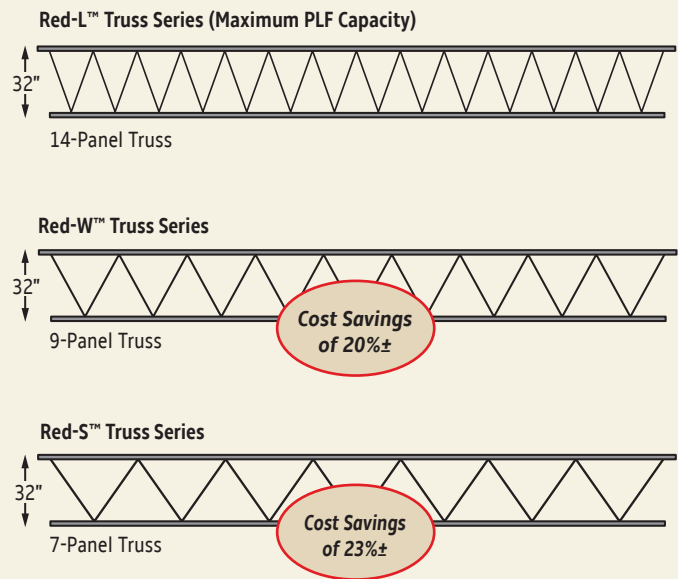 Red-L™ Truss Series (Maximum PLF Capacity)
32"
14-Panel Truss
Red-W™ Truss Series
32"
Cost Savings
of 20%±
9-Panel Truss
Red-S™ Truss Series
32"
Cost Savings
of 23%±
7-Panel Truss